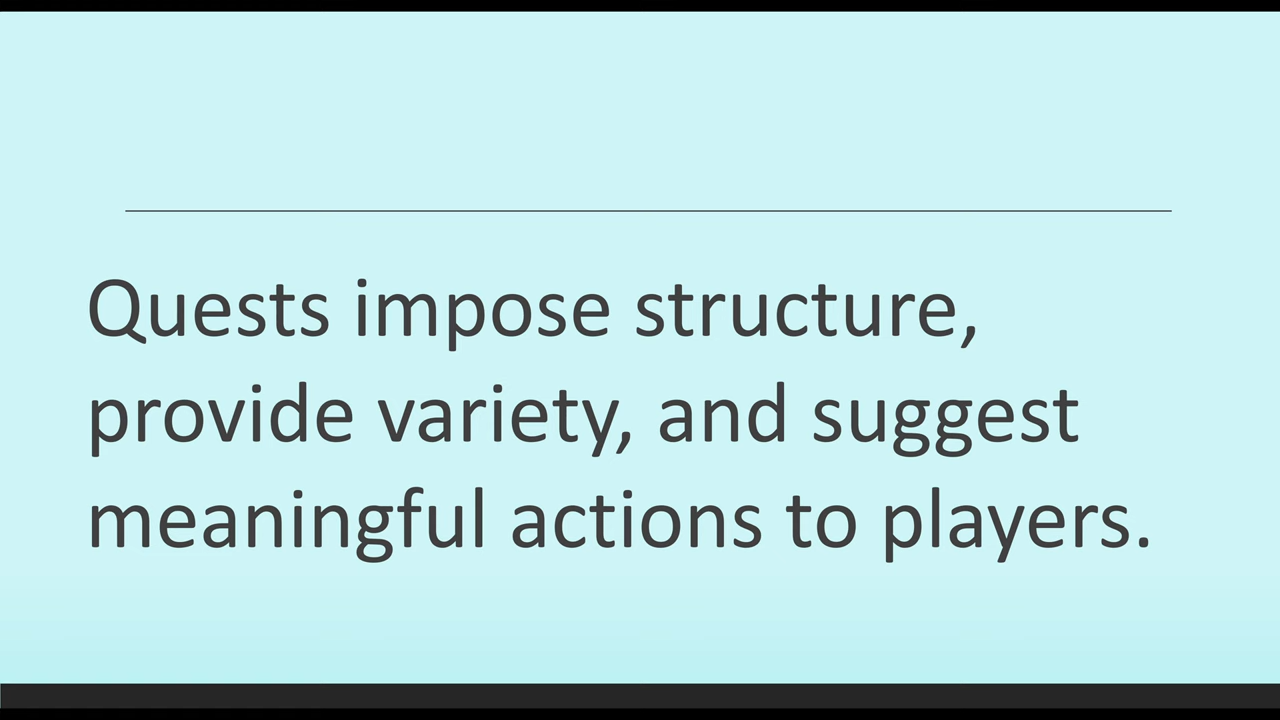 Quests impose structure,
provide variety, and suggest
meaningful actions to players.